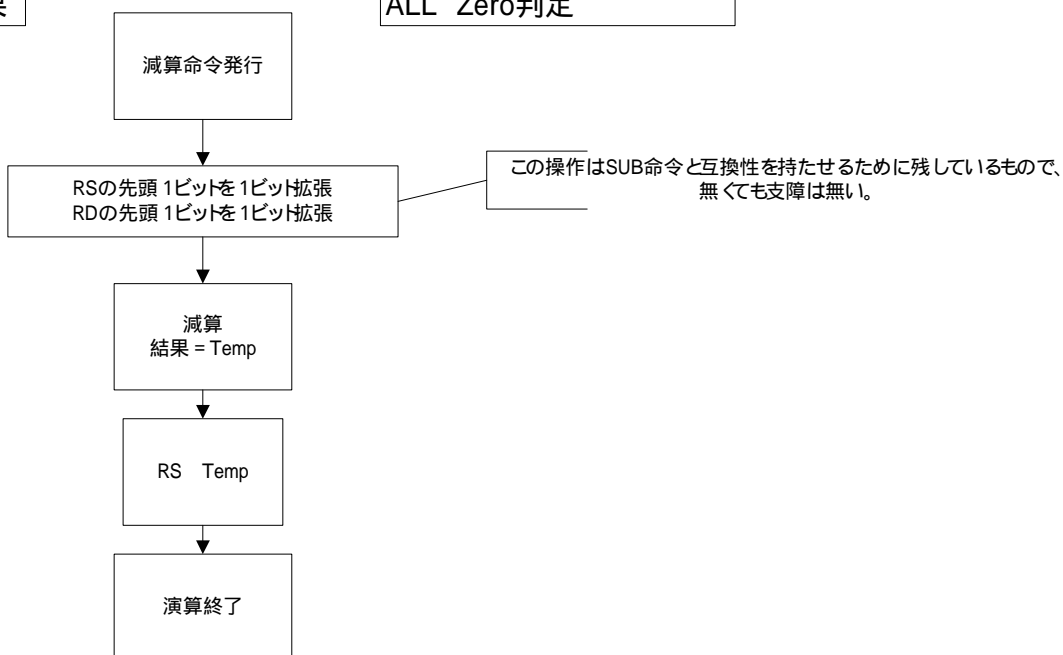 ALL Zero判定
減算命令発行
RSの先頭1ビットを1ビット拡張
RDの先頭1ビットを1ビット拡張
この操作はSUB命令と互換性を持たせるために残しているもので、
無くても支障は無い。
減算
結果 = Temp
RS Temp
演算終了